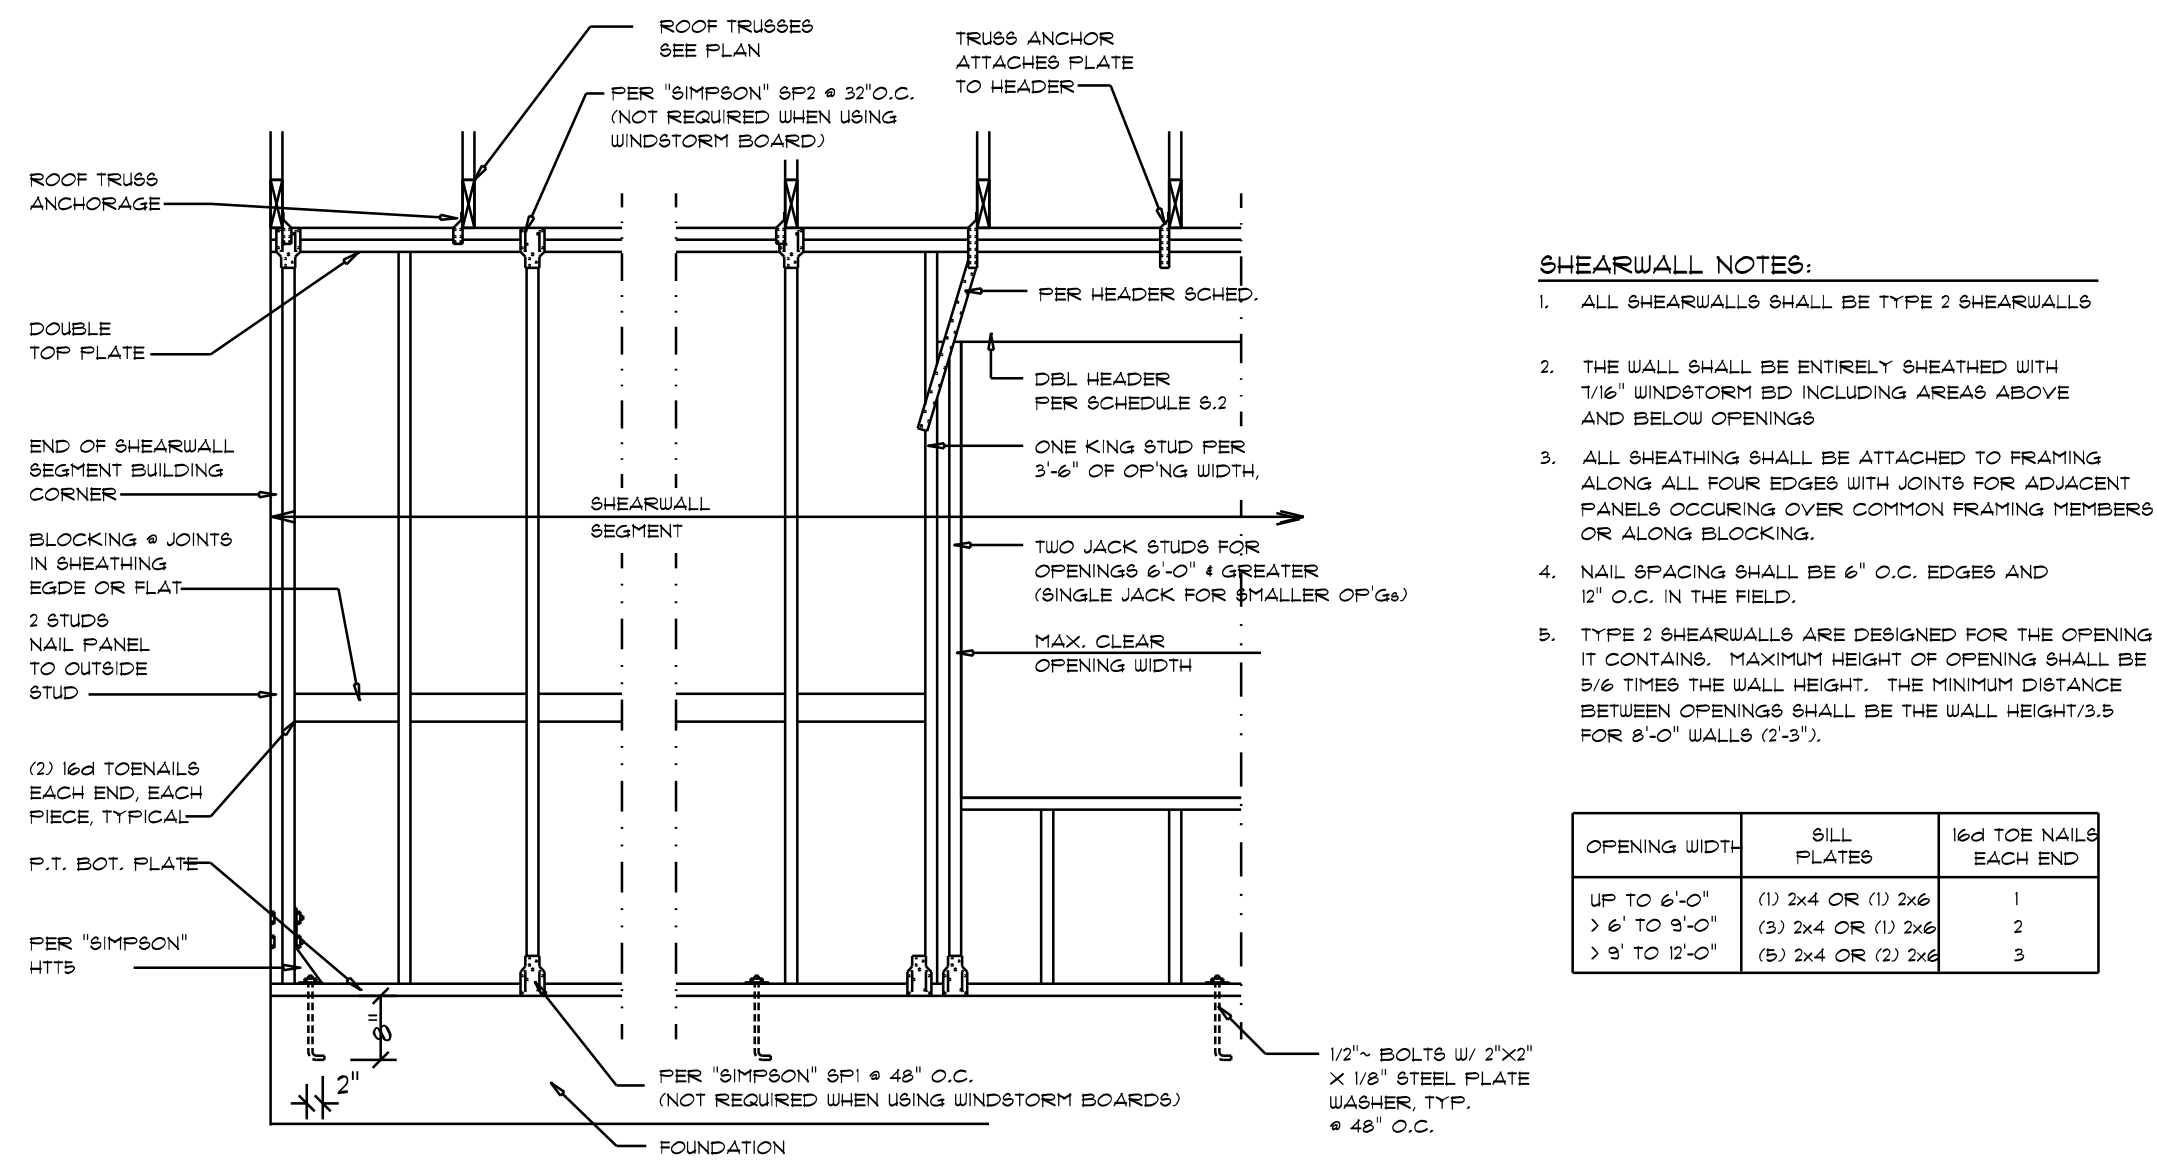 ROOF TRUSSES
SEE PLAN
TRUSS ANCHOR
ATTACHES PLATE
TO HEADER
PER "SIMPSON" SP2 @ 32"O.C.
(NOT REQUIRED WHEN USING
WINDSTORM BOARD)
ROOF TRUSS
ANCHORAGE
DOUBLE
TOP PLATE
END OF SHEARWALL
SEGMENT BUILDING
CORNER
BLOCKING @ JOINTS
IN SHEATHING
EGDE OR FLAT
2 STUDS
NAIL PANEL
TO OUTSIDE
STUD
(2) 16d TOENAILS
EACH END, EACH
PIECE, TYPICAL
P.T. BOT. PLATE
PER "SIMPSON"
HTT5
SHEARWALL
SEGMENT
PER HEADER SCHED.
DBL HEADER
PER SCHEDULE S.2
ONE KING STUD PER
3'-6" OF OP'NG WIDTH,
TWO JACK STUDS FOR
OPENINGS 6'-0" & GREATER
(SINGLE JACK FOR SMALLER OP'Gs)
MAX. CLEAR
OPENING WIDTH
8"
2"
PER "SIMPSON" SP1 @ 48" O.C.
(NOT REQUIRED WHEN USING WINDSTORM BOARDS)
FOUNDATION
1/2"~ BOLTS W/ 2"X2"
X 1/8" STEEL PLATE
WASHER, TYP.
@ 48" O.C.
SHEARWALL NOTES:
1. ALL SHEARWALLS SHALL BE TYPE 2 SHEARWALLS
2. THE WALL SHALL BE ENTIRELY SHEATHED WITH
7/16" WINDSTORM BD INCLUDING AREAS ABOVE
AND BELOW OPENINGS
3. ALL SHEATHING SHALL BE ATTACHED TO FRAMING
ALONG ALL FOUR EDGES WITH JOINTS FOR ADJACENT
PANELS OCCURING OVER COMMON FRAMING MEMBERS
OR ALONG BLOCKING.
4. NAIL SPACING SHALL BE 6" O.C. EDGES AND
12" O.C. IN THE FIELD.
5. TYPE 2 SHEARWALLS ARE DESIGNED FOR THE OPENING
IT CONTAINS. MAXIMUM HEIGHT OF OPENING SHALL BE
5/6 TIMES THE WALL HEIGHT. THE MINIMUM DISTANCE
BETWEEN OPENINGS SHALL BE THE WALL HEIGHT/3.5
FOR 8'-0" WALLS (2'-3").
OPENING WIDTH
SILL
PLATES
16d TOE NAILS
EACH END
UP TO 6'-0" (1) 2x4 OR (1) 2x6 1
> 6' TO 9'-0" (3) 2x4 OR (1) 2x6 2
> 9' TO 12'-0" (5) 2x4 OR (2) 2x6 3